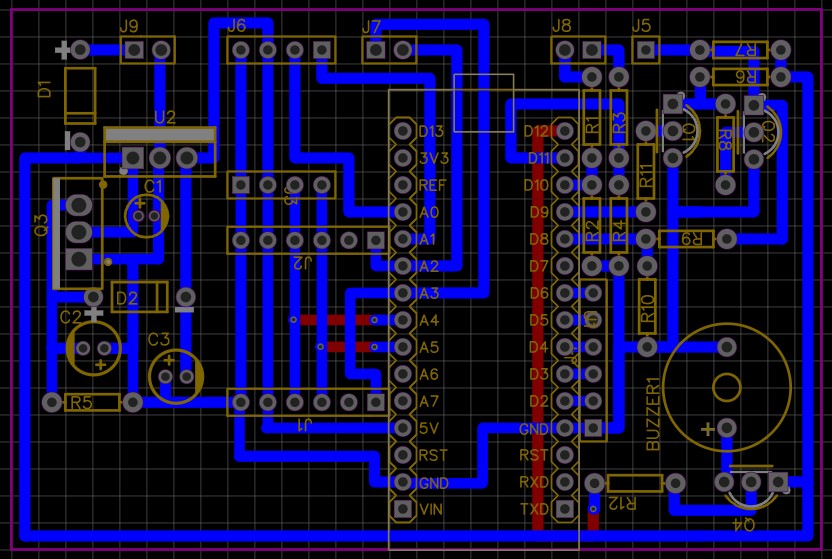 J9
J6
J7
J8
J5
R7
R6
D1
U2
D13
D12
R1
R3
Q1
R8
Q2
3V3
D11
REF
D10
R11
C1
J3
A0
D9
Q3
J2
A1
D8
R2
R4
R9
A2
D7
D2
A3
D6
R10
C2
A4
D5
C3
A5
D4
A6
D3
R5
A7
D2
J1
5V
GND
BUZZER1
RST
RST
GND
RXD
R12
VIN
TXD
Q4